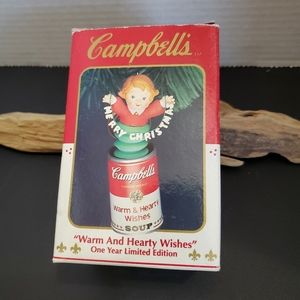 Campbell's
MERRY CHRISTMAS
Campbell's
Warm & Hearty
Wishes
SOUP
"Warm And Hearty Wishes"
One Year Limited Edition